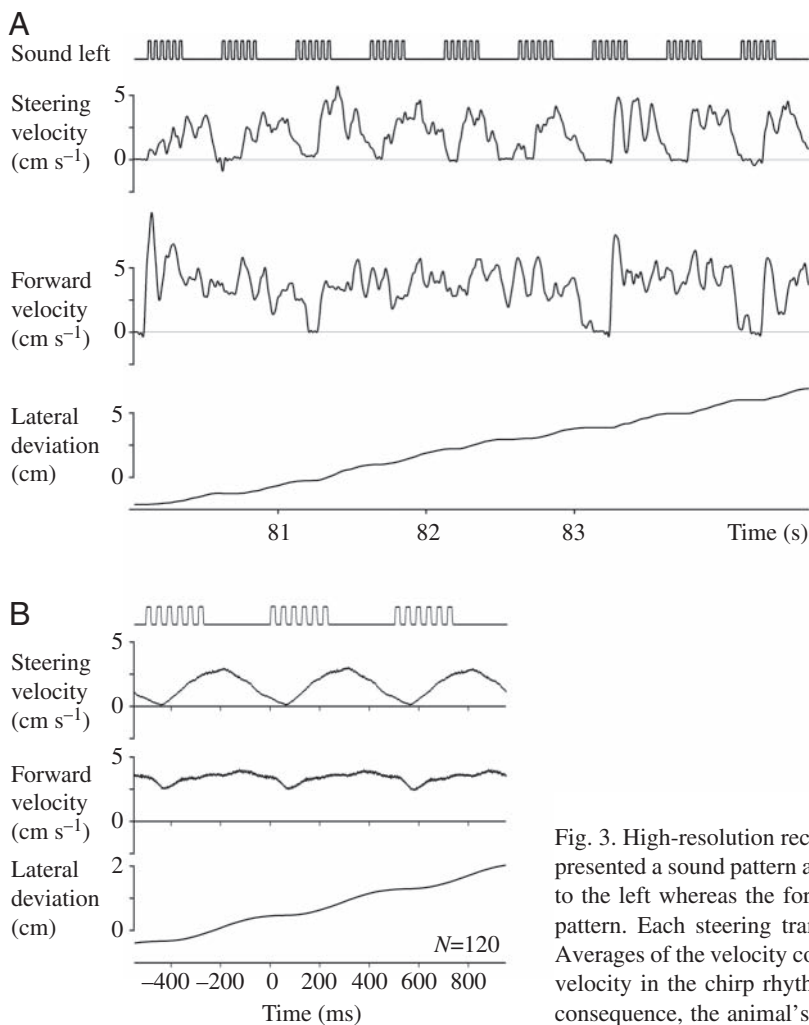 A
Sound left
Steering
velocity
(cm s–1)
5
0
Forward
velocity
(cm s–1)
5
0
Lateral
deviation
(cm)
5
0
81 82 83 Time (s)
B
Steering
velocity
(cm s–1)
5
0
Forward
velocity
(cm s–1)
5
0
Lateral
deviation
(cm)
2
0
N=120
–400 –200 0 200 400 600 800
Time (ms)
Fig. 3. High-resolution rec
presented a sound pattern a
to the left whereas the for
pattern. Each steering tran
Averages of the velocity co
velocity in the chirp rhyth
consequence, the animal's